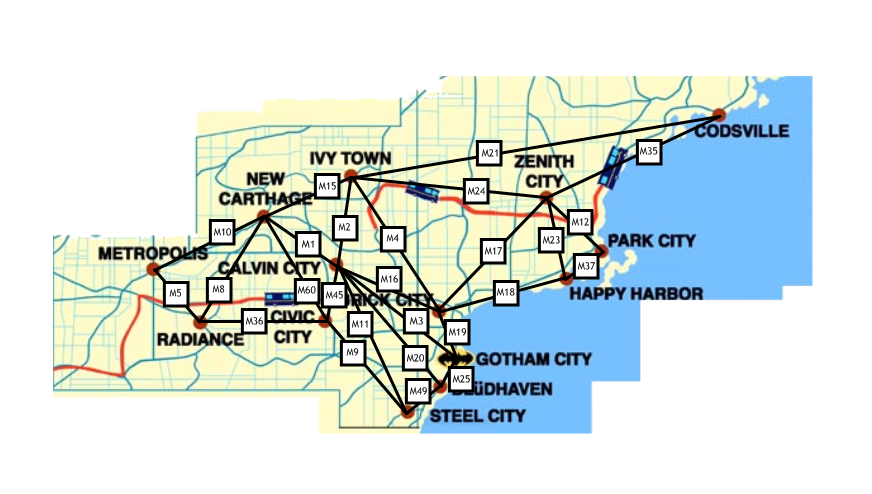 CODSVILLE
M21
M35
IVY TOWN
ZENITH
CITY
NEW
CARTHAGE
M15
M24
M10
M2
M12
M1
M4
M23
PARK CITY
METROPOLIS
M17
CALVIN CITY
M37
M16
M5
M8
M60
M45
RICK CITY
M18
HAPPY HARBOR
M36
CIVIC
CITY
M11
M3
M19
RADIANCE
M9
M20
GOTHAM CITY
M25
M49
BLÜDHAVEN
STEEL CITY